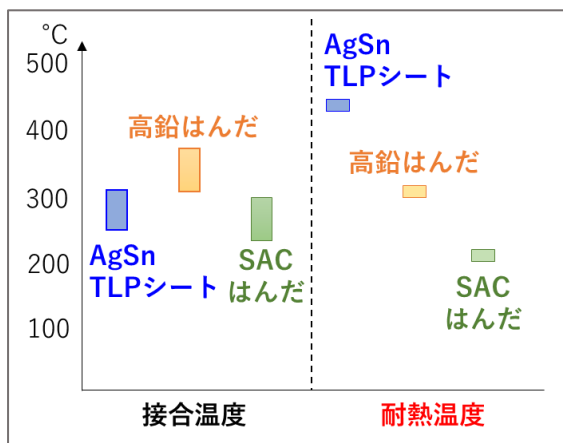 ℃
500
400
300
200
100
AgSn
TLPシート
高鉛はんだ
SAC
はんだ
AgSn
TLPシート
高鉛はんだ
SAC
はんだ
接合温度
耐熱温度